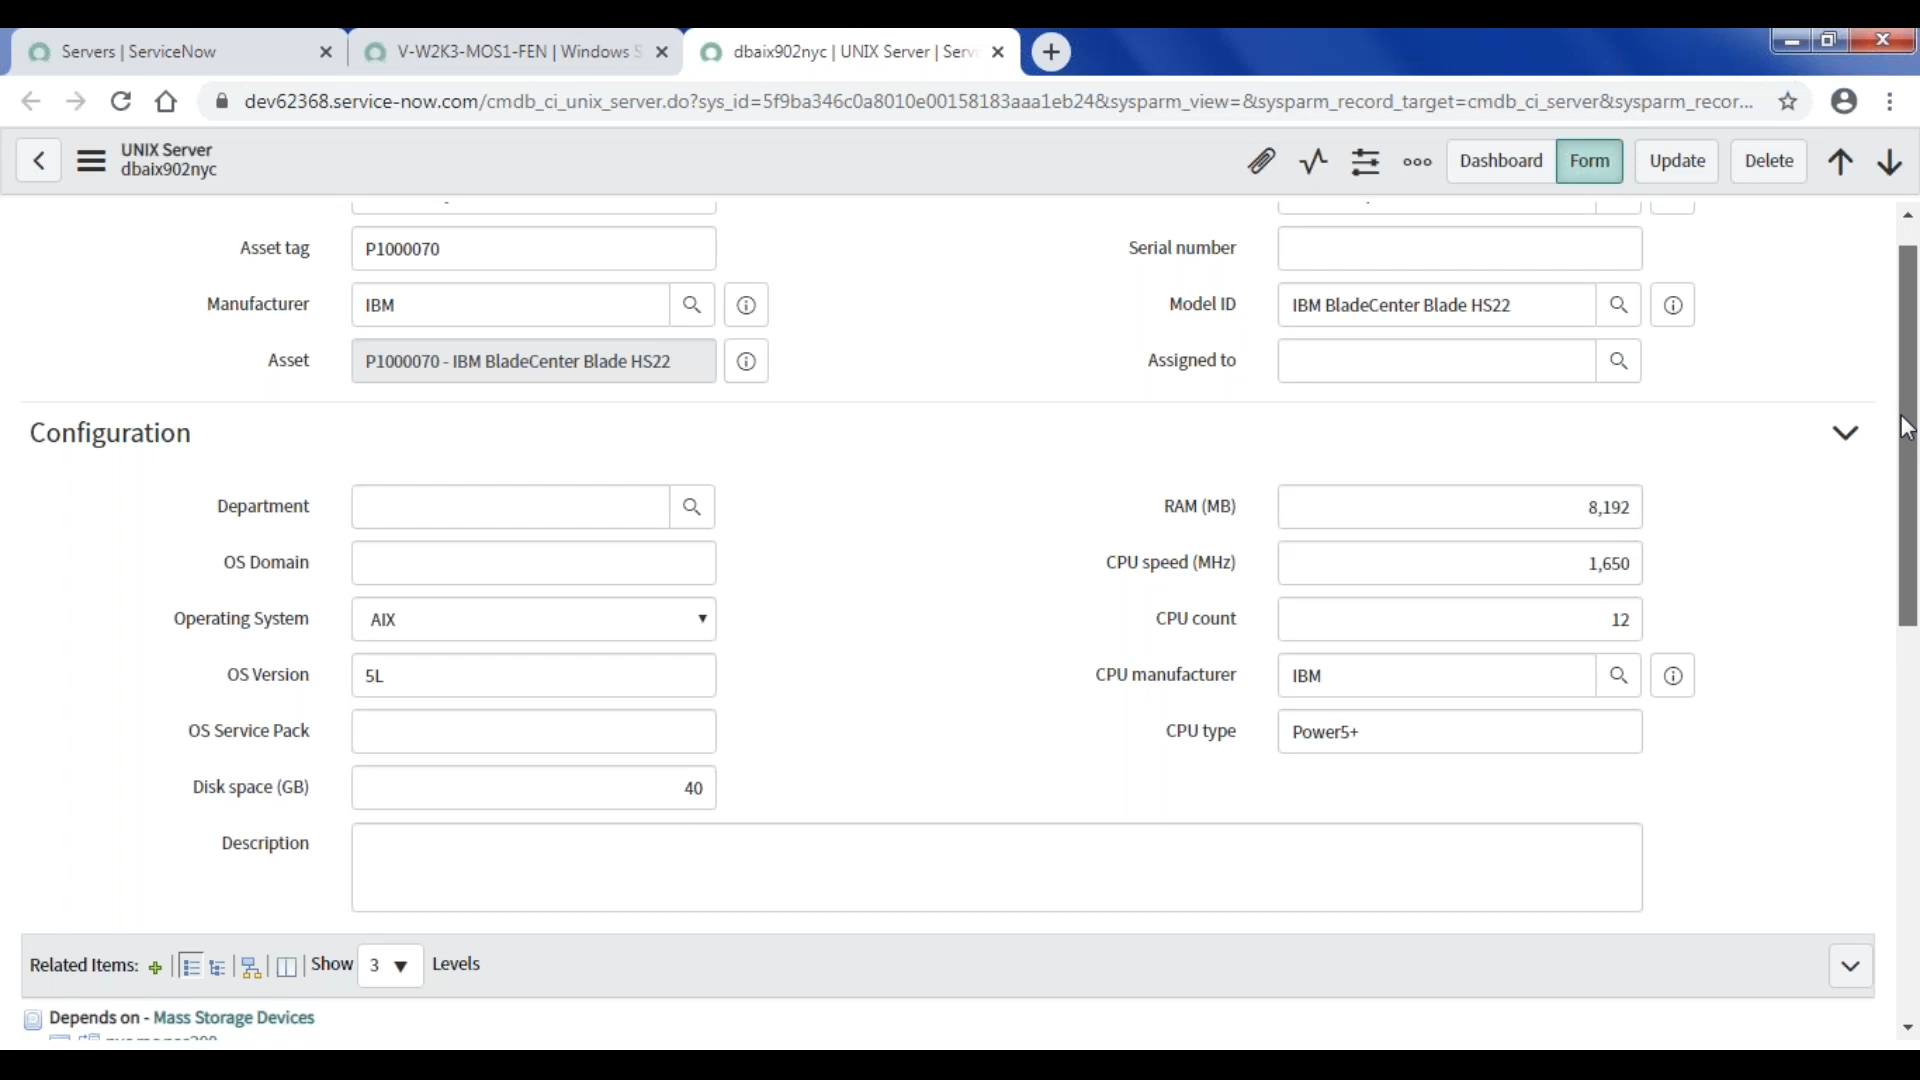 Servers | ServiceNow
V-W2K3-MOS1-FEN | Windows S
dbaix902nyc | UNIX Server | Serv
dev62368.service-now.com/cmdb_ci_unix_server.do?sys_id=5f9ba346c0a8010e00158183aaa1eb24&sysparm_view=&sysparm_record_target=cmdb_ci_server&sysparm_recor...
UNIX Server
dbaix902nyc
Dashboard
Form
Update
Delete
Asset tag
P1000070
Serial number
Manufacturer
IBM
Model ID
IBM BladeCenter Blade HS22
Asset
P1000070 - IBM BladeCenter Blade HS22
Assigned to
Configuration
Department
RAM (MB)
8,192
OS Domain
CPU speed (MHz)
1,650
Operating System
AIX
CPU count
12
OS Version
5L
CPU manufacturer
IBM
OS Service Pack
CPU type
Power5+
Disk space (GB)
40
Description
Related Items:
Show
3
Levels
Depends on - Mass Storage Devices